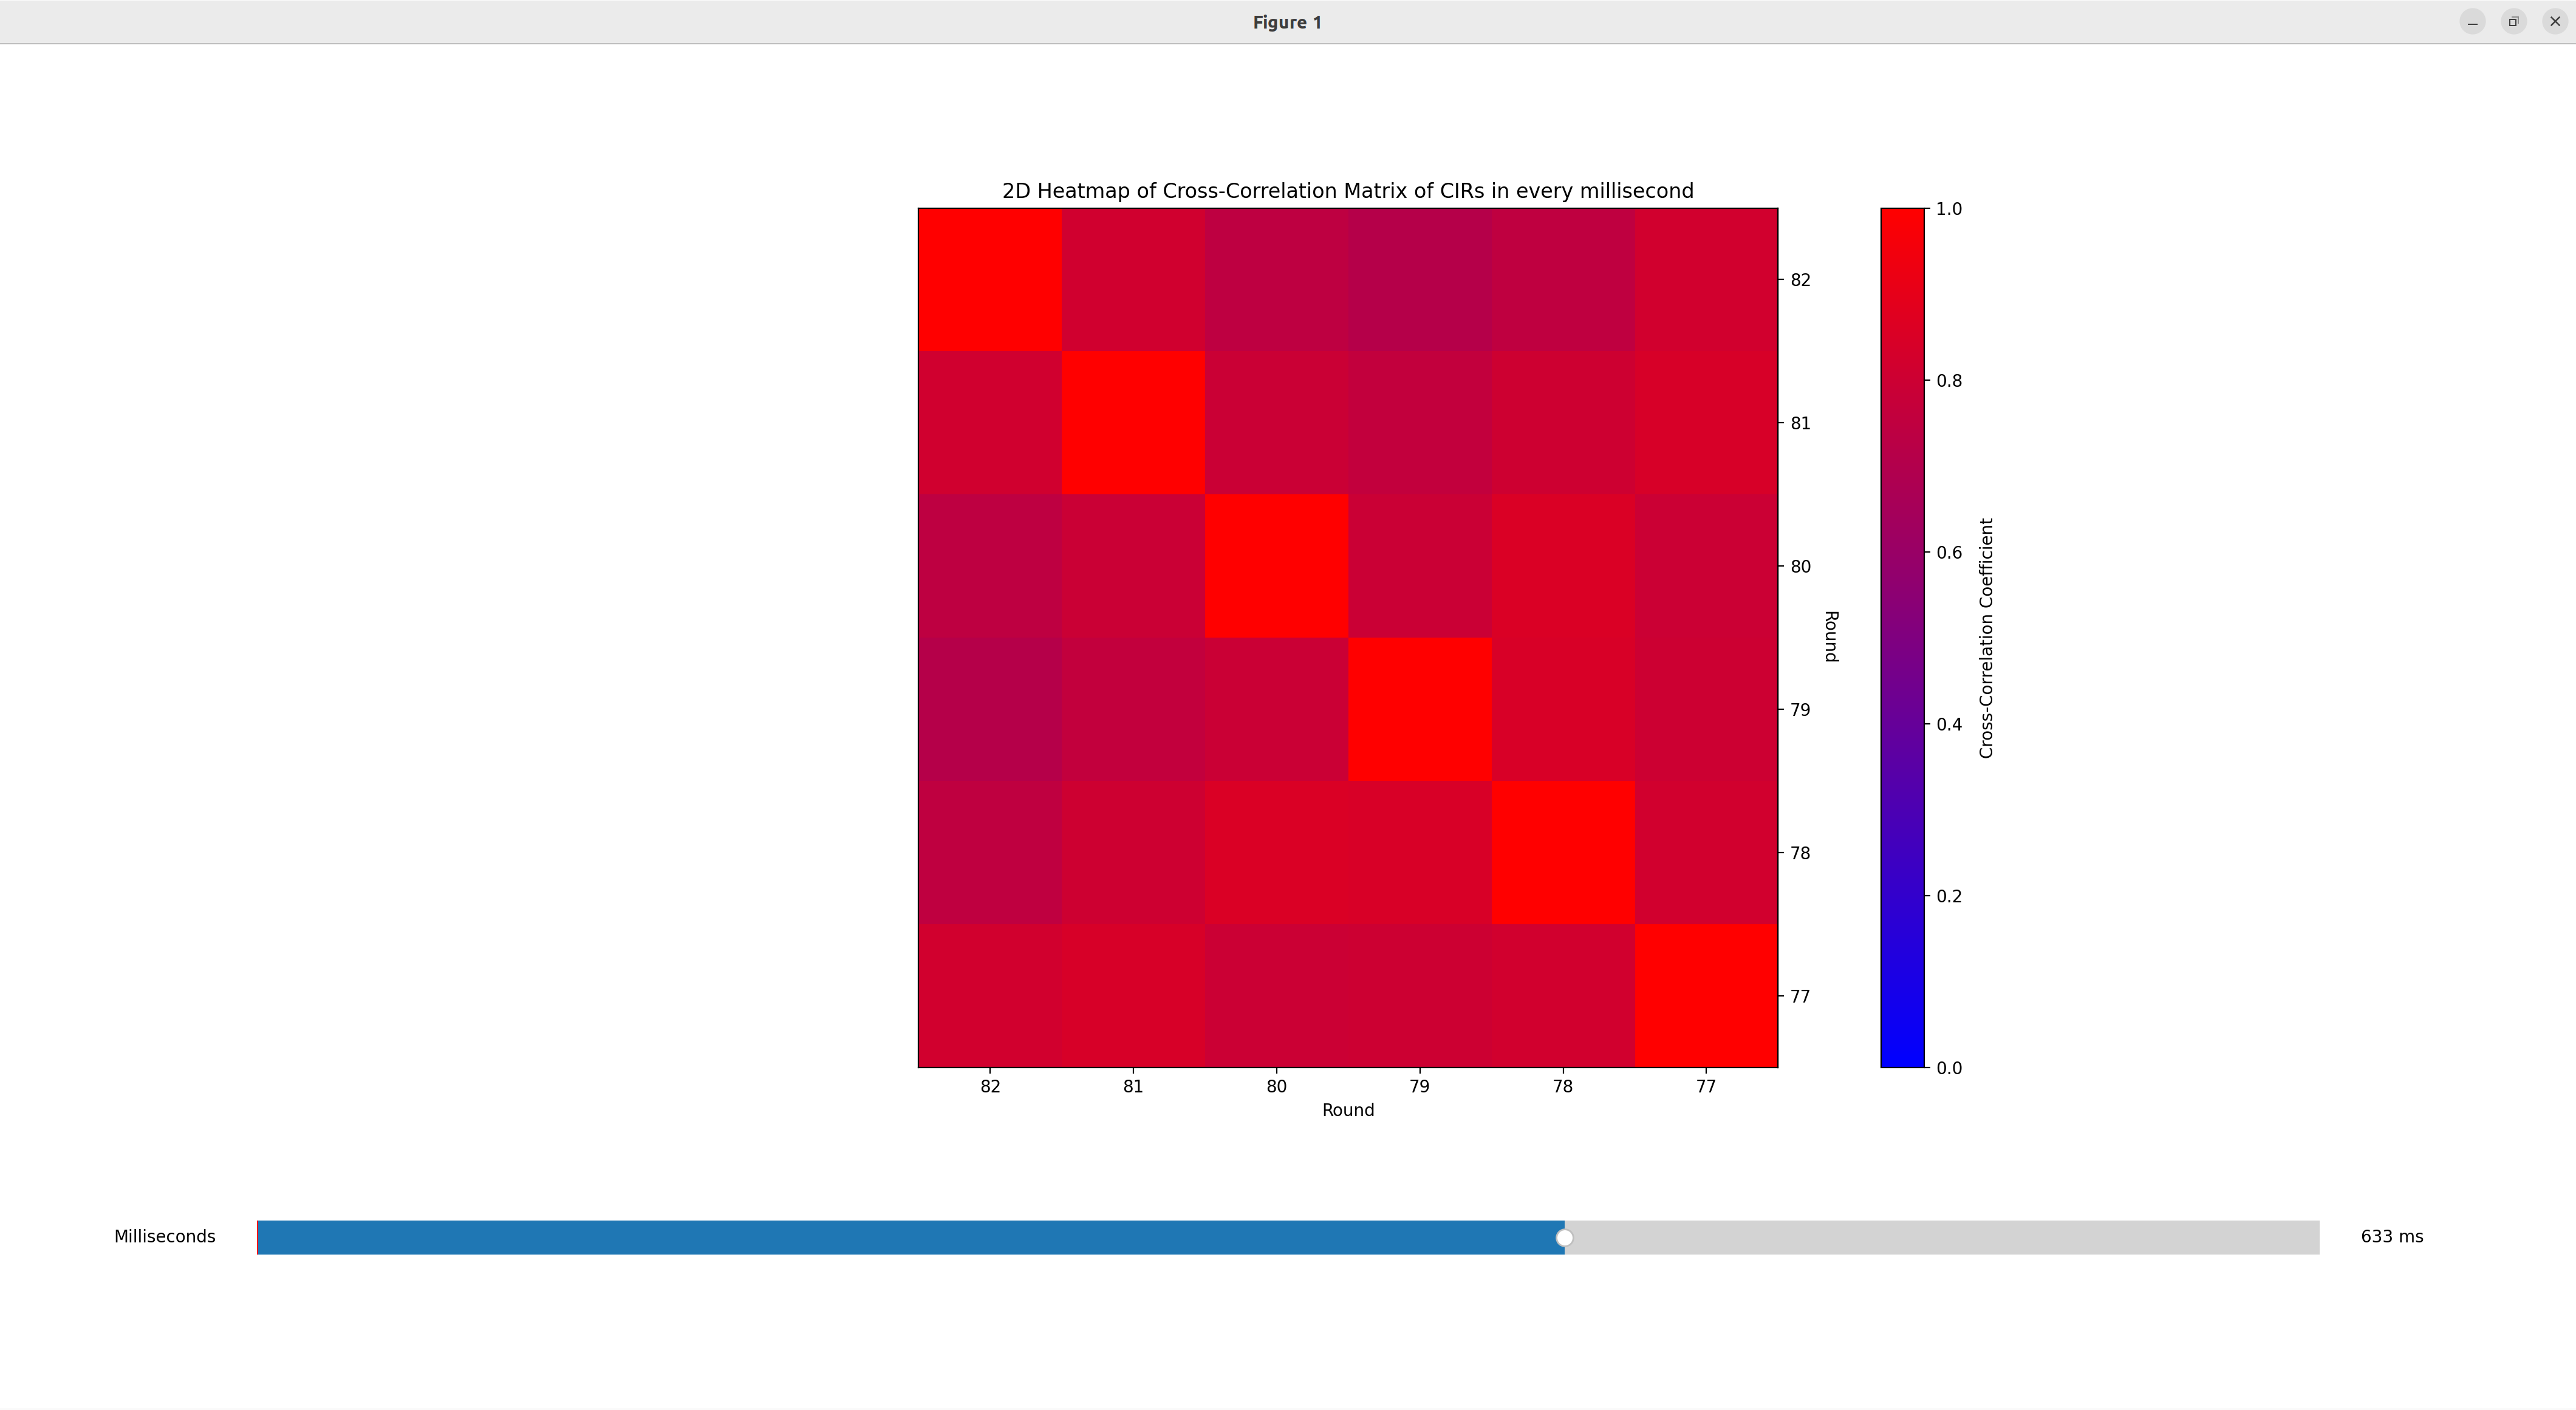 Figure 1
2D Heatmap of Cross-Correlation Matrix of CIRs in every millisecond
82
81
80
79
78
77
Round
82 81 80 79 78 77
Round
1.0
0.8
0.6
0.4
0.2
0.0
Cross-Correlation Coefficient
Milliseconds 633 ms